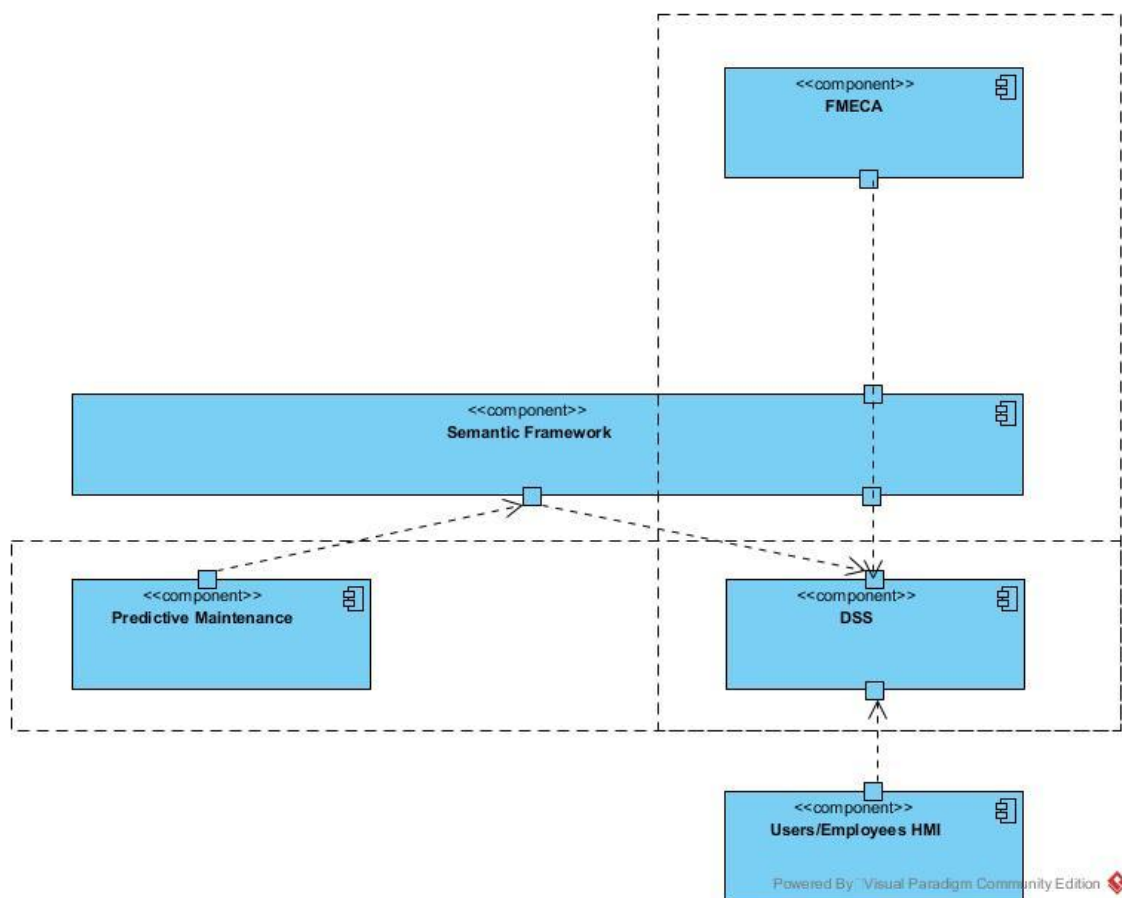 <<component>>
FMECA
<<component>>
Semantic Framework
<<component>>
Predictive Maintenance
<<component>>
DSS
<<component>>
Users/Employees HMI
Powered By Visual Paradigm Community Edition